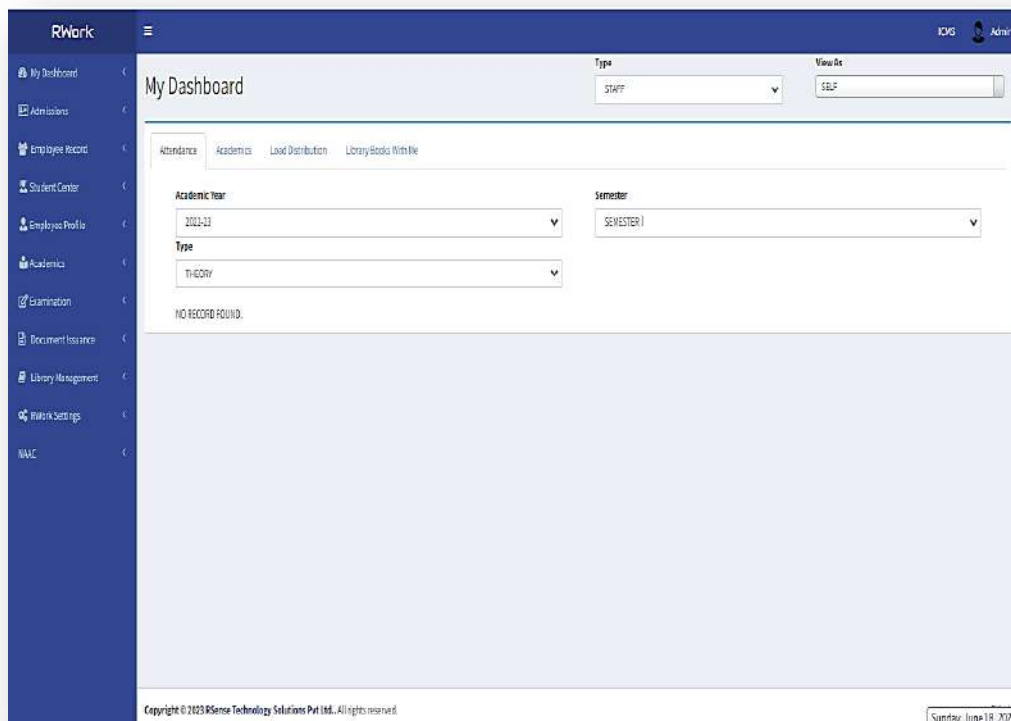 RWork
ICMS Admin
My Dashboard
Admissions
Employee Record
Student Center
Employee Profile
Academics
Examination
Document Issuance
Library Management
RWork Settings
NAAC
My Dashboard
Type
STAFF
View As
SELF
Attendance Academics Load Distribution Library Books With Me
Academic Year
2022-23
Semester
SEMESTER I
Type
THEORY
NO RECORD FOUND.
Copyright © 2023 RSense Technology Solutions Pvt Ltd.. All rights reserved.
Sunday, June 18, 202